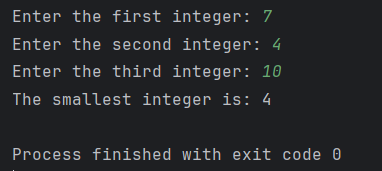 Enter the first integer: 7
Enter the second integer: 4
Enter the third integer: 10
The smallest integer is: 4
Process finished with exit code 0